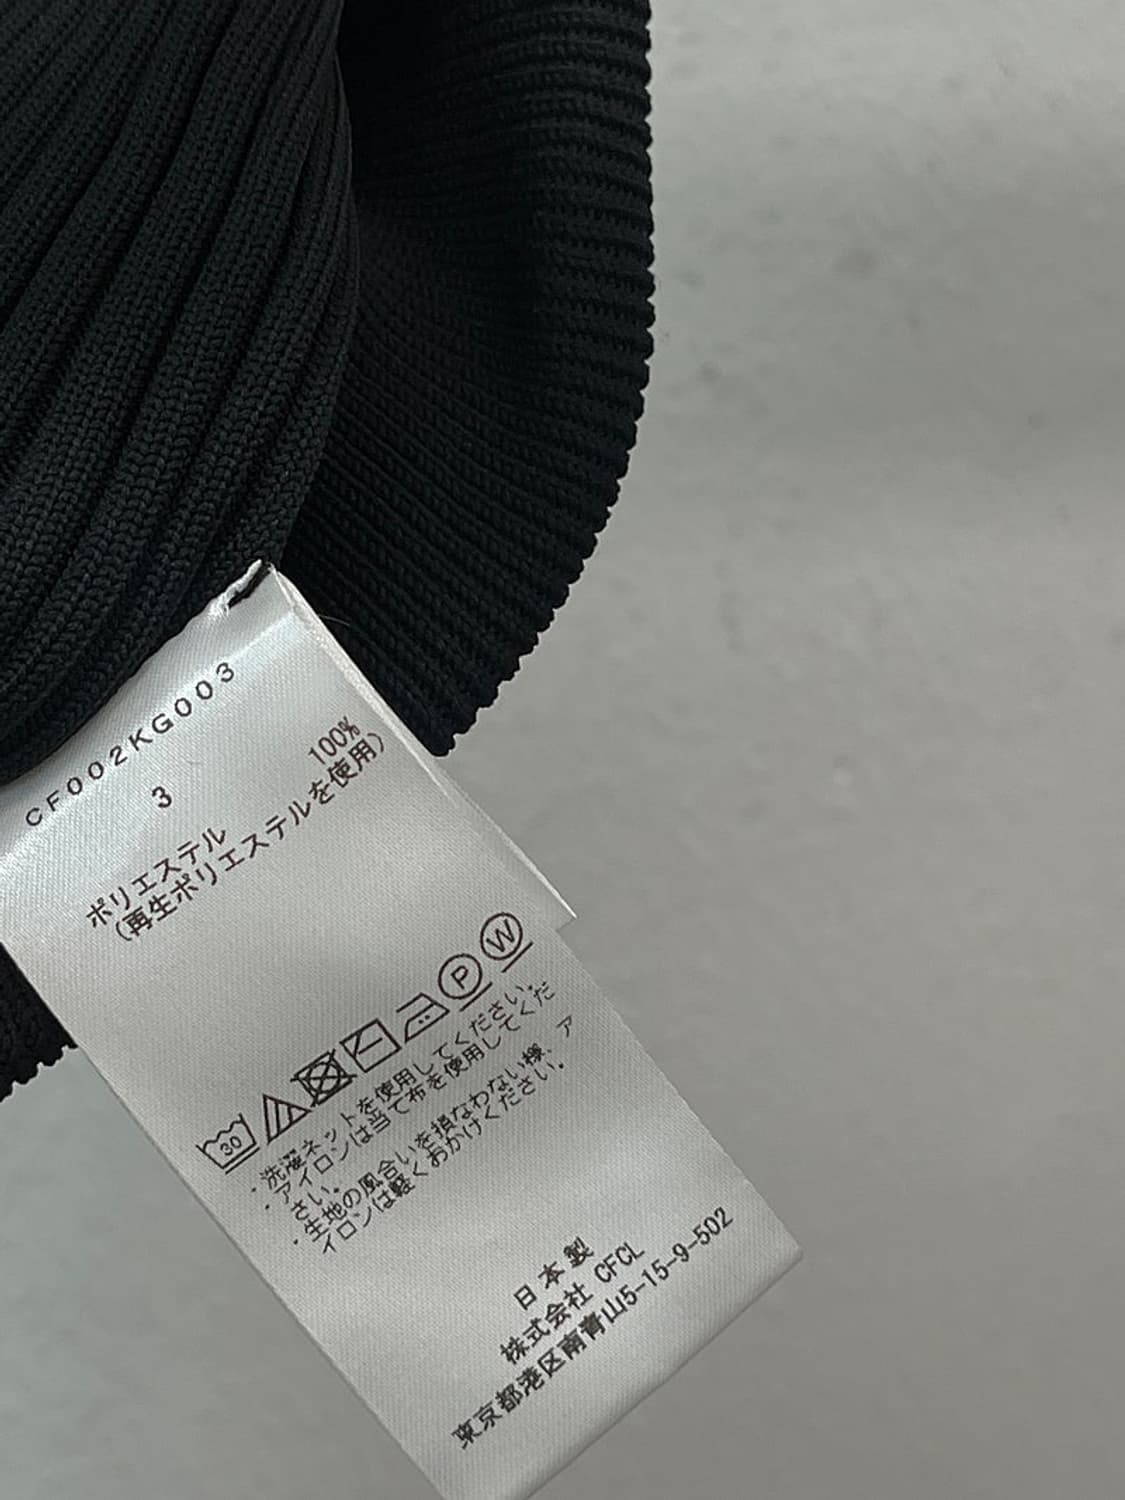 CF002KG003
3
ポリエステル 100%
(再生ポリエステルを使用)
30 P W
・洗濯ネットを使用してください。
・アイロンは当て布を使用してくだ
さい。
・生地の風合いを損なわない様、ア
イロンは軽くおかけください。
日本製
株式会社 CFCL
東京都港区南青山5-15-9-502